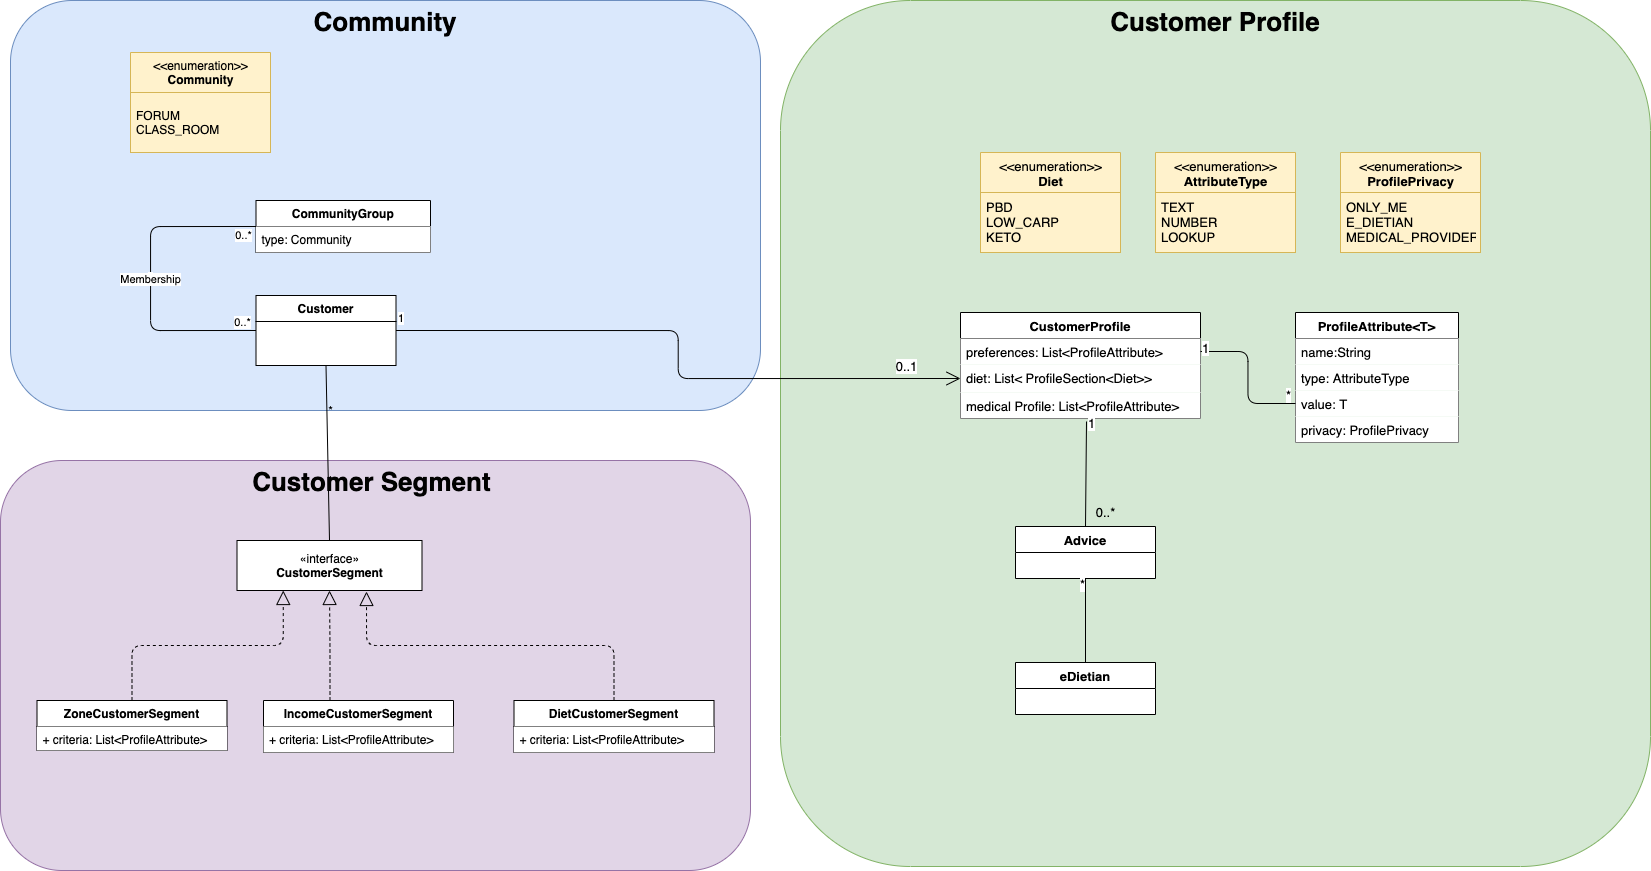 Community
<<enumeration>>
Community
FORUM
CLASS_ROOM
CommunityGroup
0..*
type: Community
Membership
0..*
Customer
1
*
Customer Segment
«interface»
CustomerSegment
ZoneCustomerSegment
+ criteria: List<ProfileAttribute>
IncomeCustomerSegment
+ criteria: List<ProfileAttribute>
DietCustomerSegment
+ criteria: List<ProfileAttribute>
Customer Profile
<<enumeration>>
Diet
PBD
LOW_CARP
KETO
<<enumeration>>
AttributeType
TEXT
NUMBER
LOOKUP
<<enumeration>>
ProfilePrivacy
ONLY_ME
E_DIETIAN
MEDICAL_PROVIDER
0..1
CustomerProfile
preferences: List<ProfileAttribute>
diet: List< ProfileSection<Diet>>
medical Profile: List<ProfileAttribute>
1
*
ProfileAttribute<T>
name:String
type: AttributeType
value: T
privacy: ProfilePrivacy
1
0..*
Advice
*
eDietian